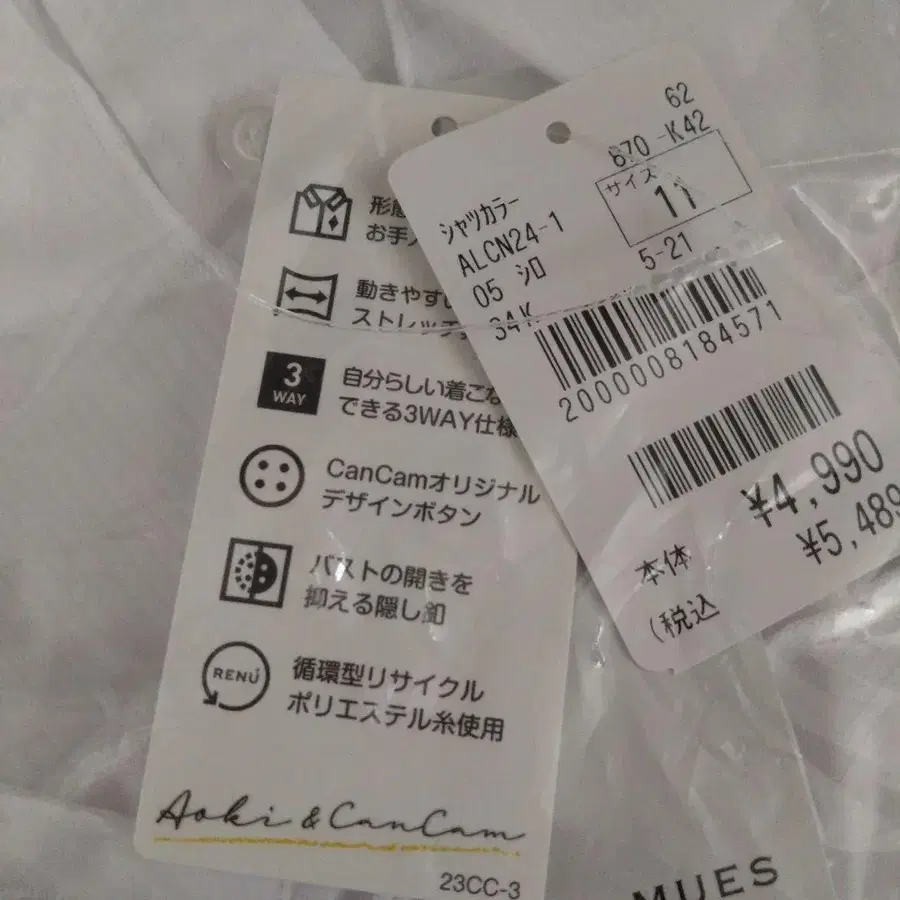 形態
お手入
動きやすい
ストレッチ
3
WAY
自分らしい着こな
できる3WAY仕様
CanCamオリジナル
デザインボタン
バストの開きを
抑える隠し釦
RENU
循環型リサイクル
ポリエステル糸使用
Aoki & CanCam
23CC-3
62
870-K42
シャツカラー
サイズ
11
ALCN24-1
05 シロ
5-21
34K
2000008184571
本体 ¥4,990
(税込 ¥5,489
MUES